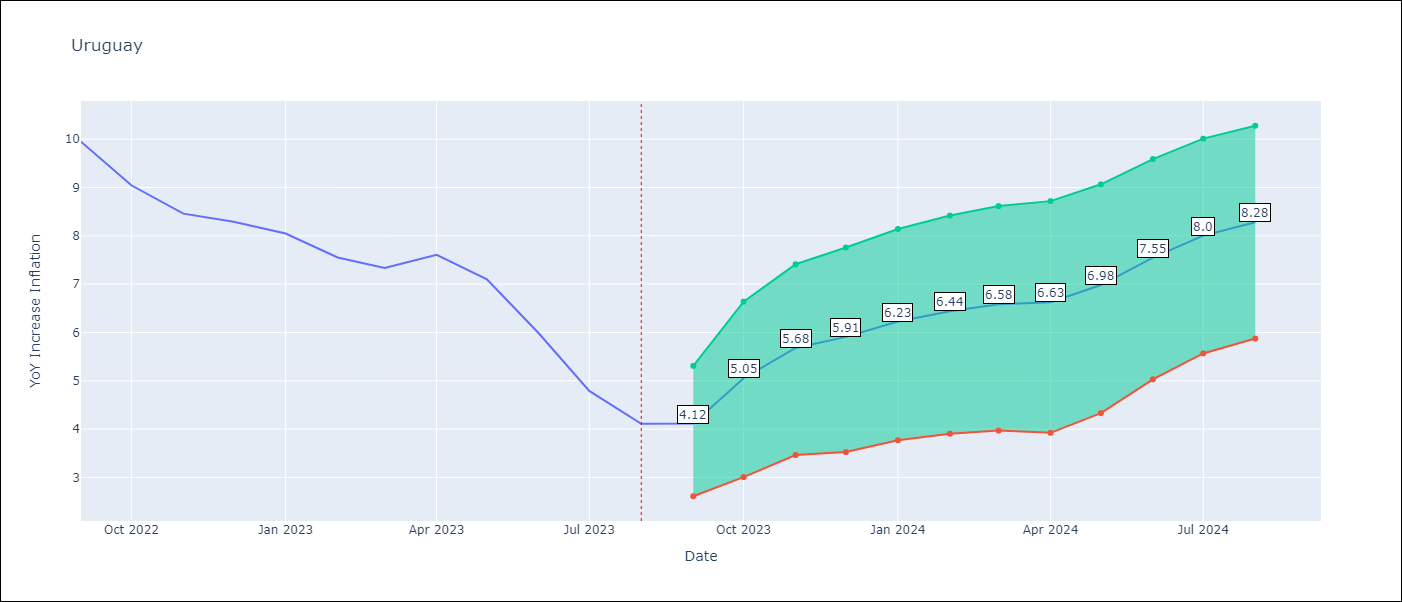 Uruguay
YoY Increase Inflation
10
9
8
7
6
5
4
3
4.12
5.05
5.68
5.91
6.23
6.44
6.58
6.63
6.98
7.55
8.0
8.28
Oct 2022
Jan 2023
Apr 2023
Jul 2023
Oct 2023
Jan 2024
Apr 2024
Jul 2024
Date